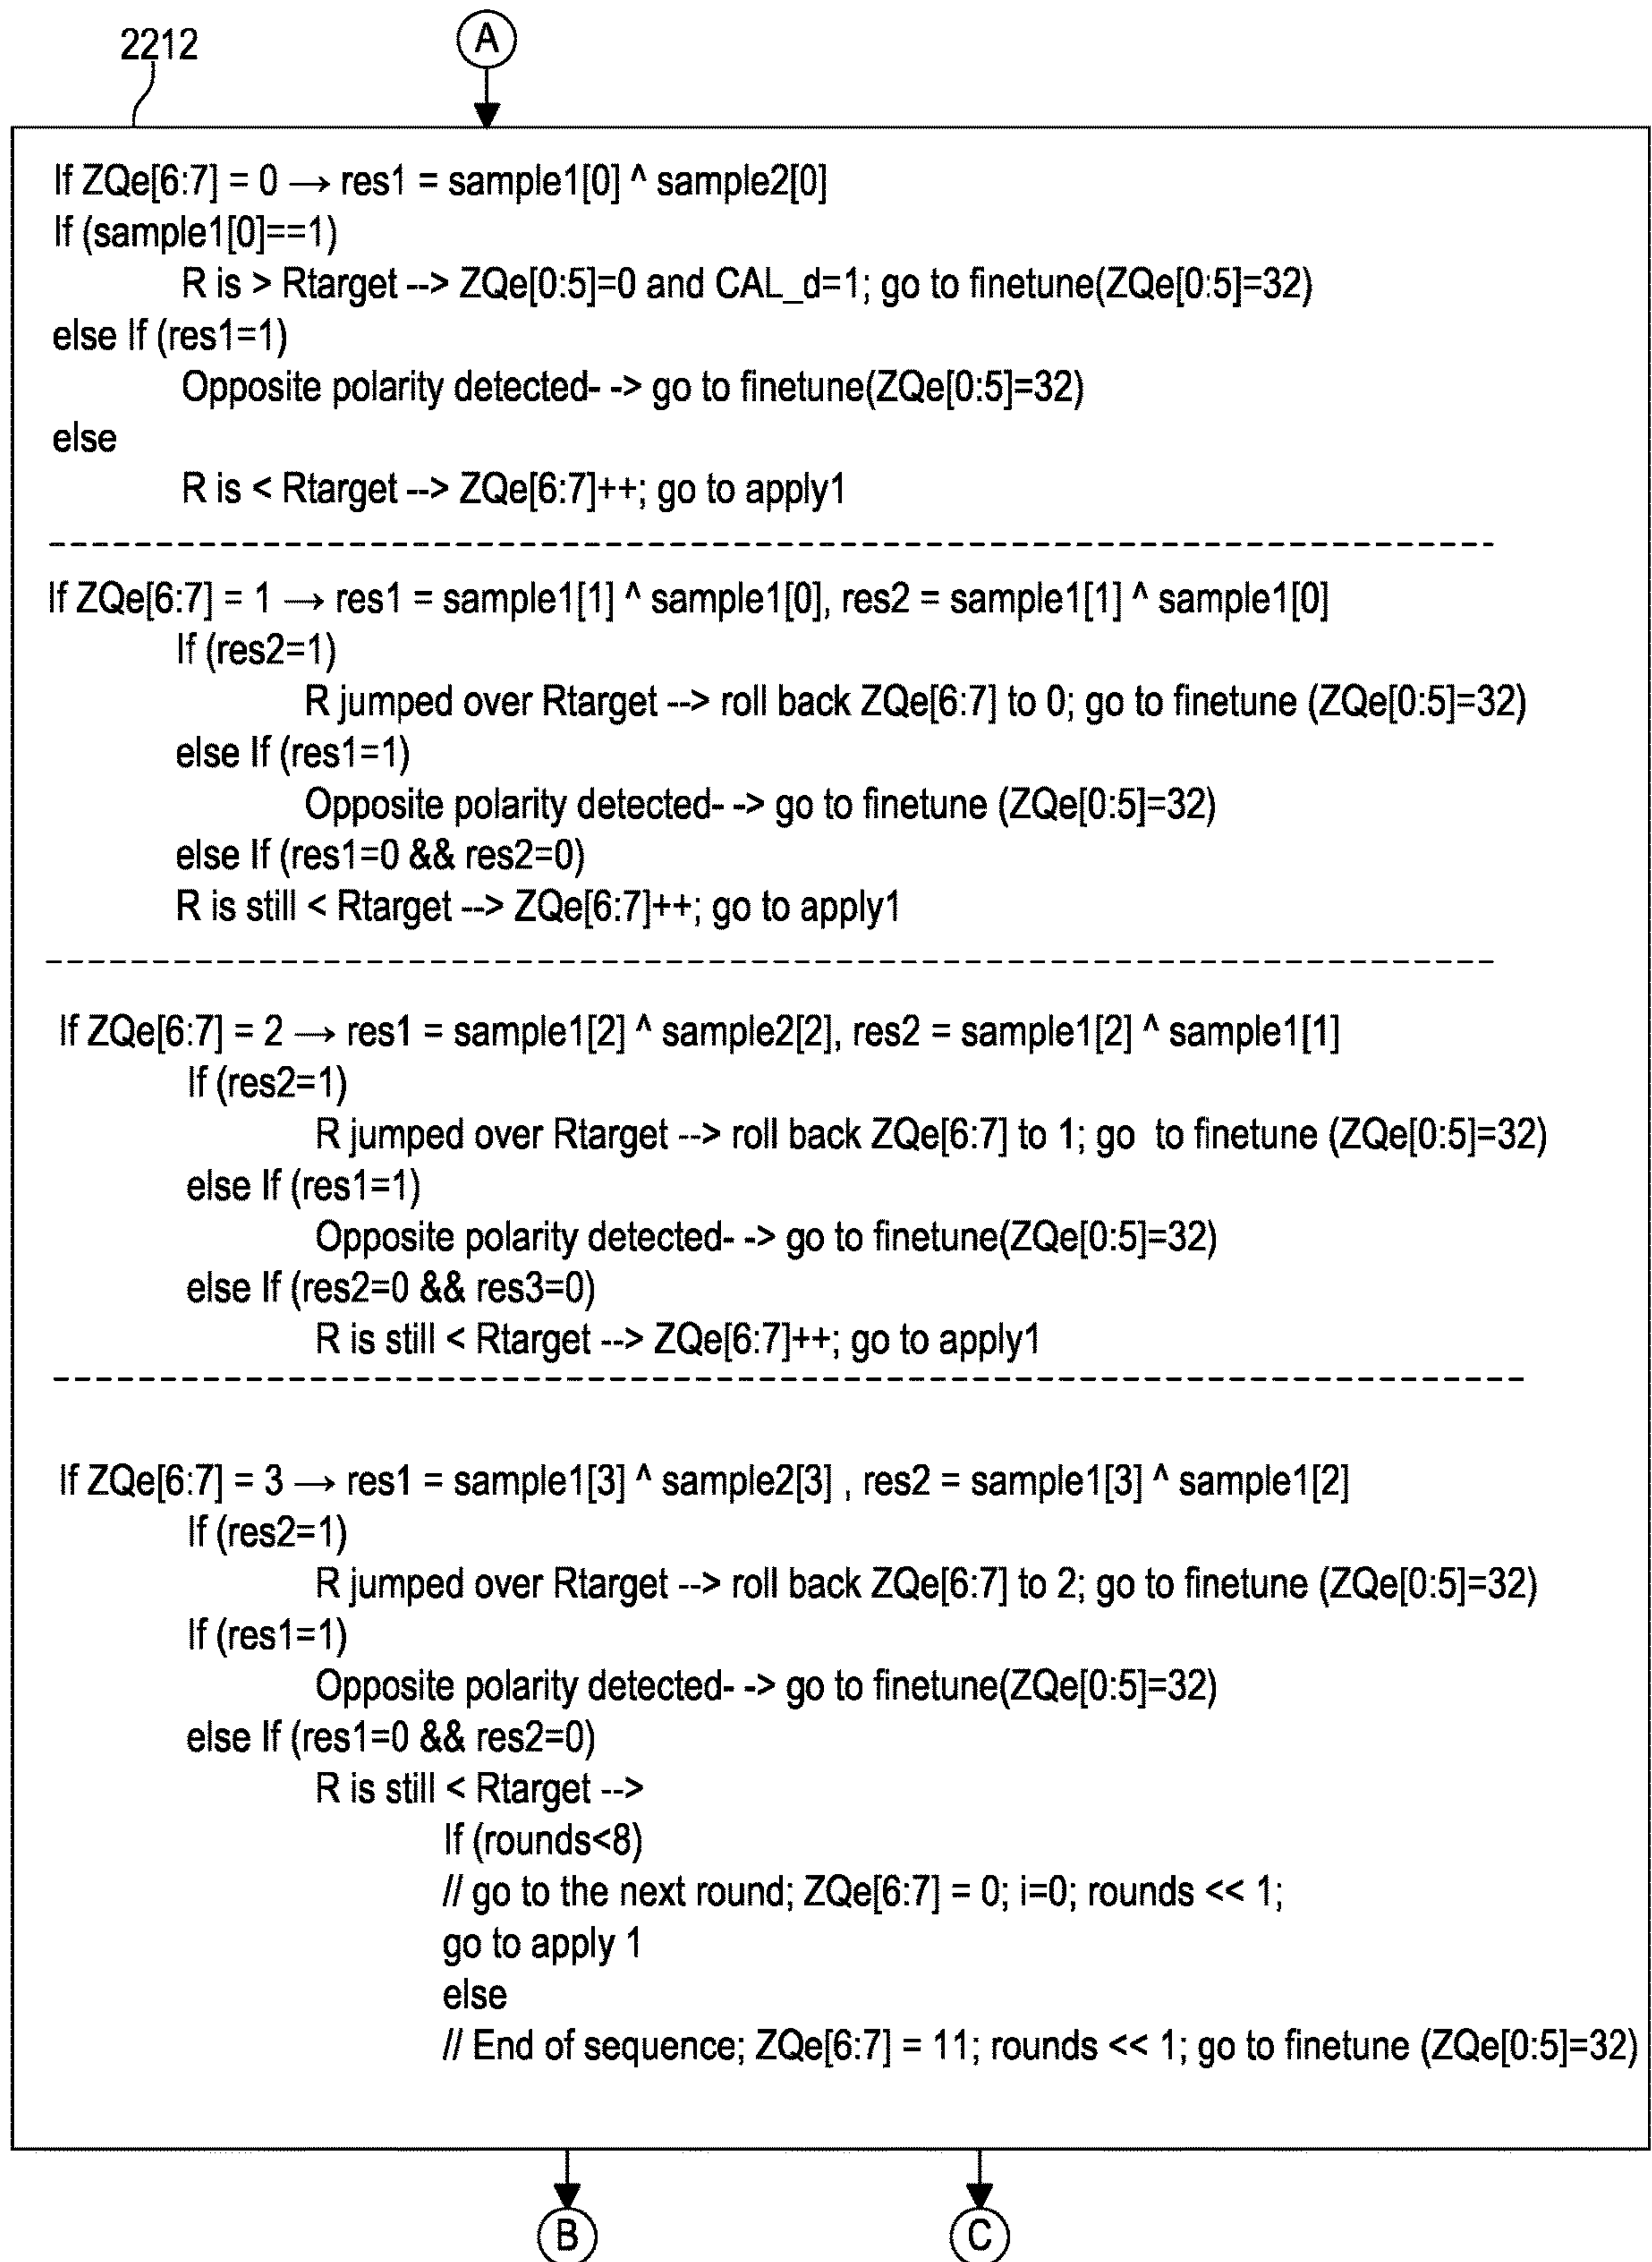 2212
A
If ZQe[6:7] = 0 → res1 = sample1[0] ^ sample2[0]
If (sample1[0]==1)
R is > Rtarget --> ZQe[0:5]=0 and CAL_d=1; go to finetune(ZQe[0:5]=32)
else If (res1=1)
Opposite polarity detected- -> go to finetune(ZQe[0:5]=32)
else
R is < Rtarget --> ZQe[6:7]++; go to apply1
If ZQe[6:7] = 1 → res1 = sample1[1] ^ sample1[0], res2 = sample1[1] ^ sample1[0]
If (res2=1)
R jumped over Rtarget --> roll back ZQe[6:7] to 0; go to finetune (ZQe[0:5]=32)
else If (res1=1)
Opposite polarity detected- -> go to finetune (ZQe[0:5]=32)
else If (res1=0 && res2=0)
R is still < Rtarget --> ZQe[6:7]++; go to apply1
If ZQe[6:7] = 2 → res1 = sample1[2] ^ sample2[2], res2 = sample1[2] ^ sample1[1]
If (res2=1)
R jumped over Rtarget --> roll back ZQe[6:7] to 1; go to finetune (ZQe[0:5]=32)
else If (res1=1)
Opposite polarity detected- -> go to finetune(ZQe[0:5]=32)
else If (res2=0 && res3=0)
R is still < Rtarget --> ZQe[6:7]++; go to apply1
If ZQe[6:7] = 3 → res1 = sample1[3] ^ sample2[3] , res2 = sample1[3] ^ sample1[2]
If (res2=1)
R jumped over Rtarget --> roll back ZQe[6:7] to 2; go to finetune (ZQe[0:5]=32)
If (res1=1)
Opposite polarity detected- -> go to finetune(ZQe[0:5]=32)
else If (res1=0 && res2=0)
R is still < Rtarget -->
If (rounds<8)
// go to the next round; ZQe[6:7] = 0; i=0; rounds << 1;
go to apply 1
else
// End of sequence; ZQe[6:7] = 11; rounds << 1; go to finetune (ZQe[0:5]=32)
B
C